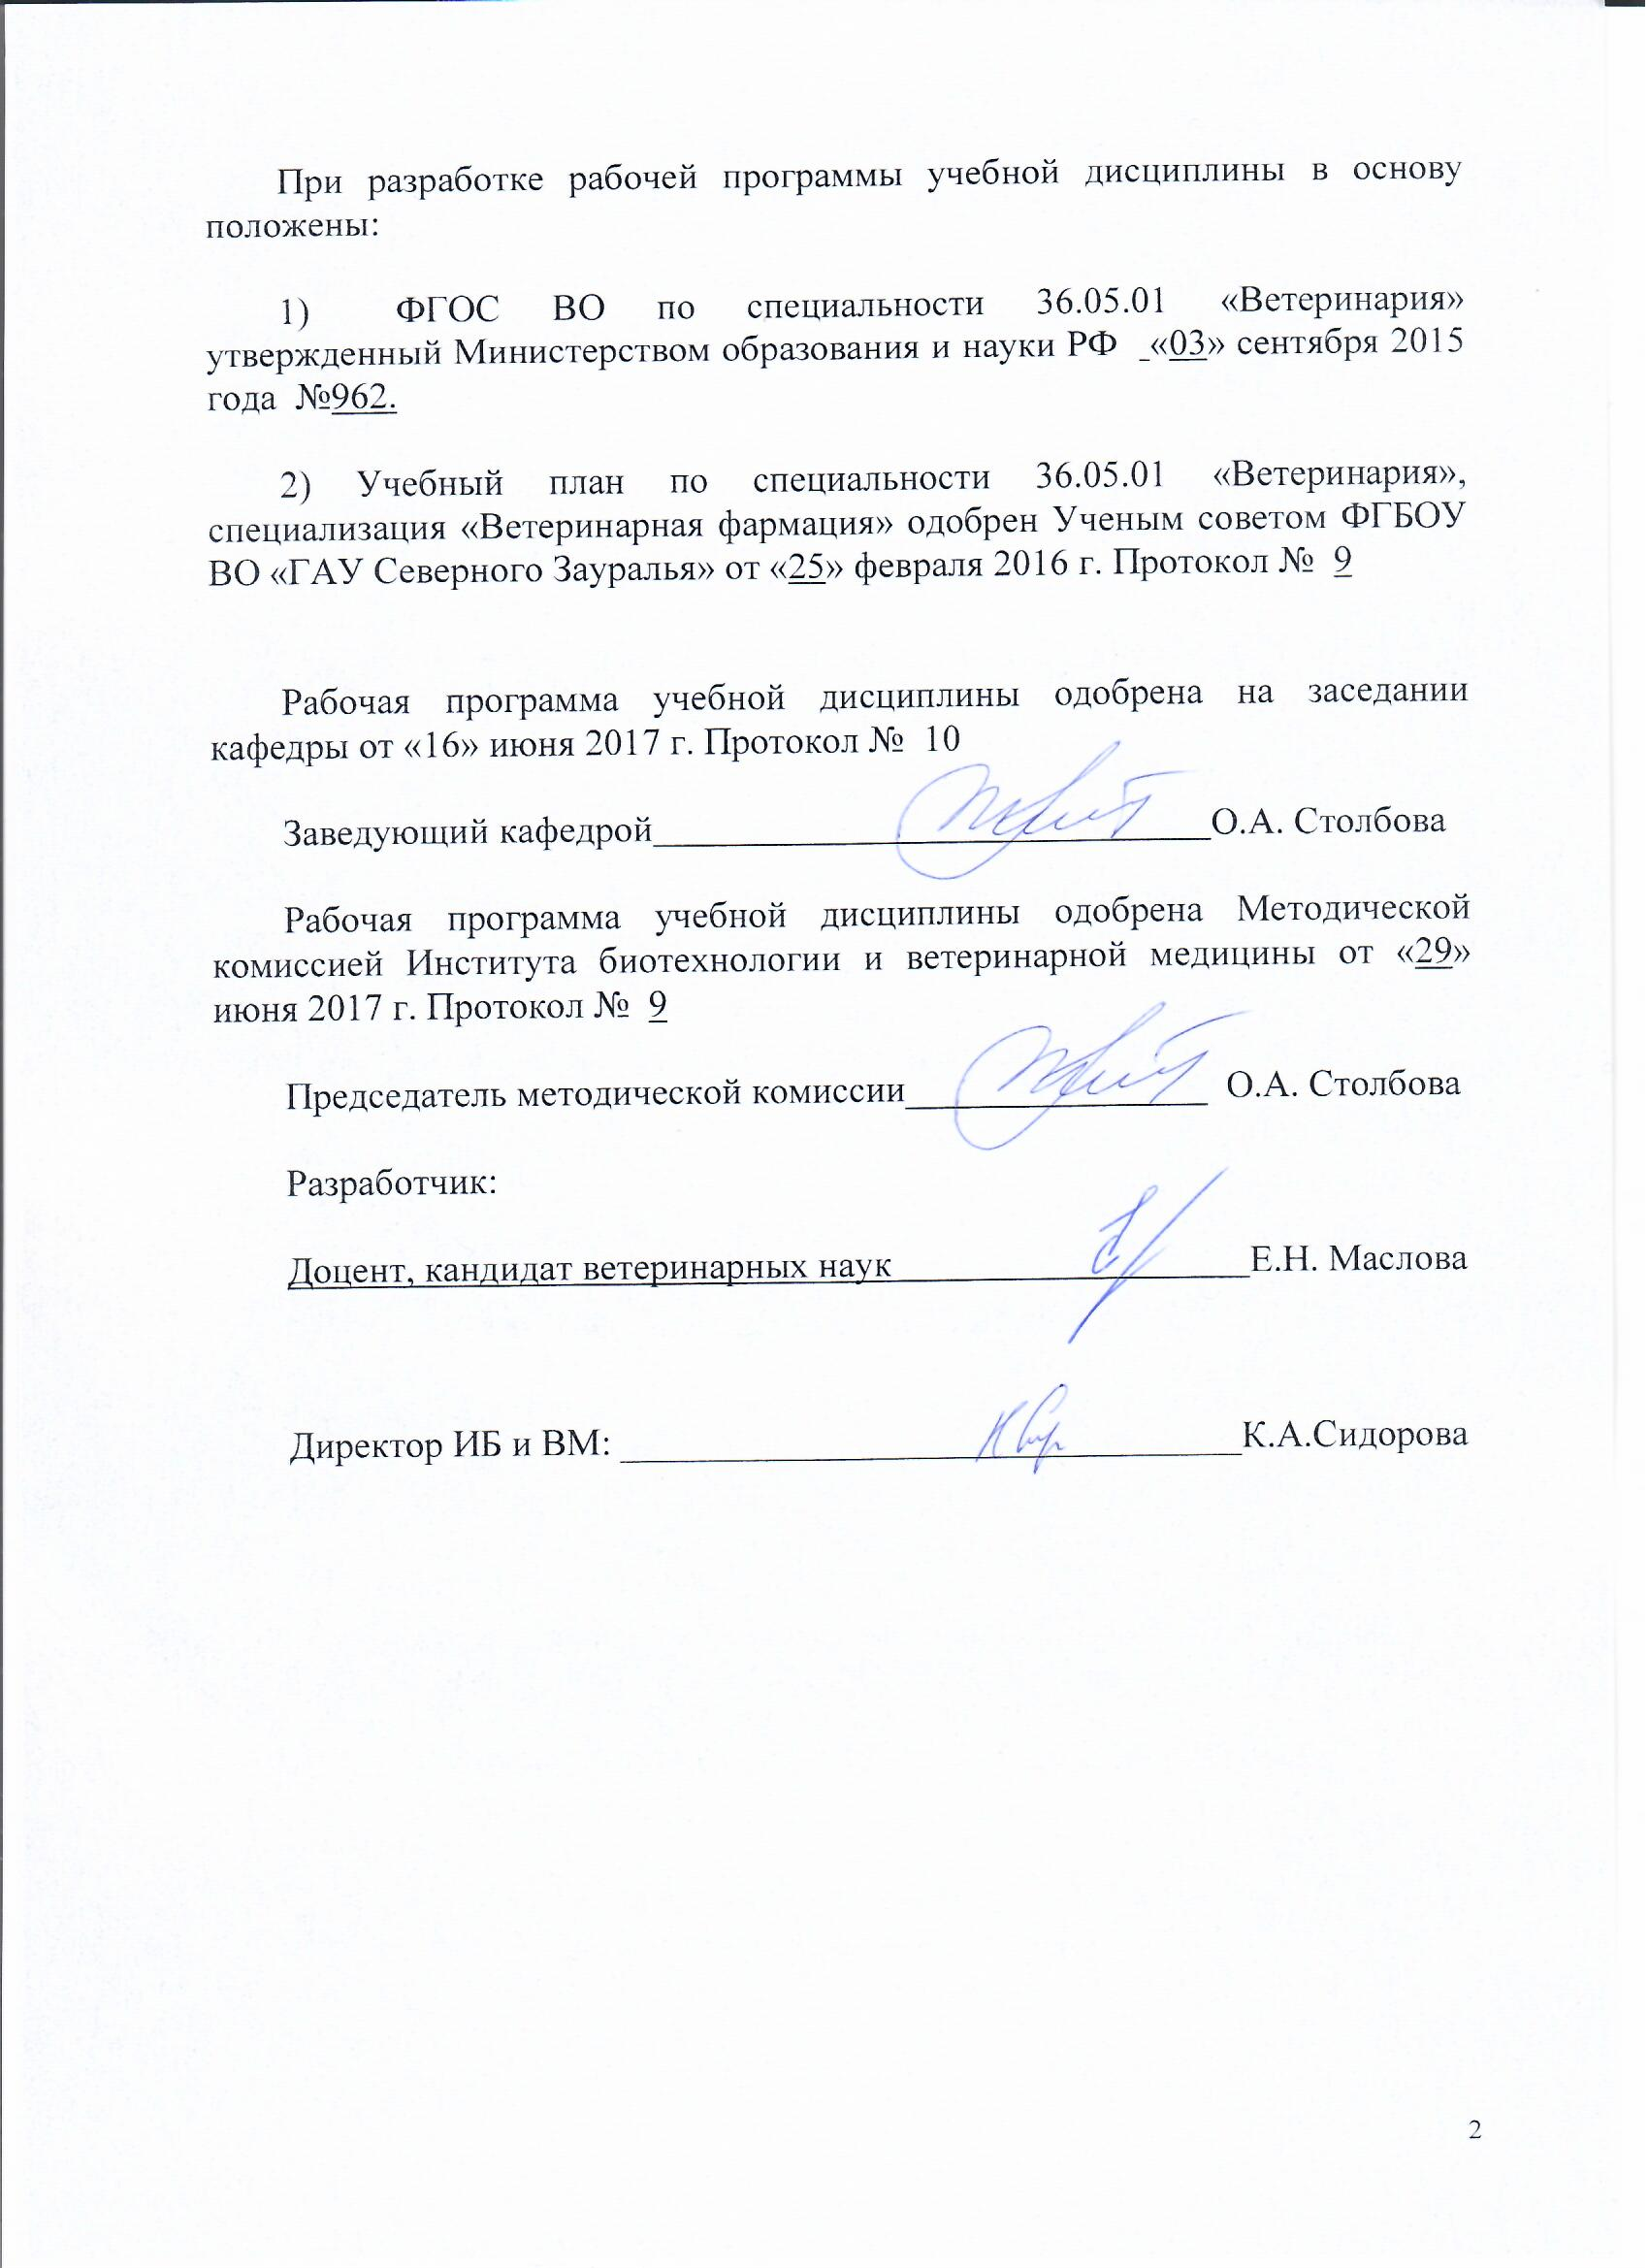 При разработке рабочей программы учебной дисциплины в основу
положены:
1) ФГОС ВО по специальности 36.05.01 «Ветеринария»
утвержденный Министерством образования и науки РФ _«03» сентября 2015
года №962.
2) Учебный план по специальности 36.05.01 «Ветеринария»,
специализация «Ветеринарная фармация» одобрен Ученым советом ФГБОУ
ВО «ГАУ Северного Зауралья» от «25» февраля 2016 г. Протокол № 9
Рабочая программа учебной дисциплины одобрена на заседании
кафедры от «16» июня 2017 г. Протокол № 10
Заведующий кафедрой О.А. Столбова
Рабочая программа учебной дисциплины одобрена Методической
комиссией Института биотехнологии и ветеринарной медицины от «29»
июня 2017 г. Протокол № 9
Председатель методической комиссии О.А. Столбова
Разработчик:
Доцент, кандидат ветеринарных наук Е.Н. Маслова
Директор ИБ и ВМ: К.А.Сидорова
2